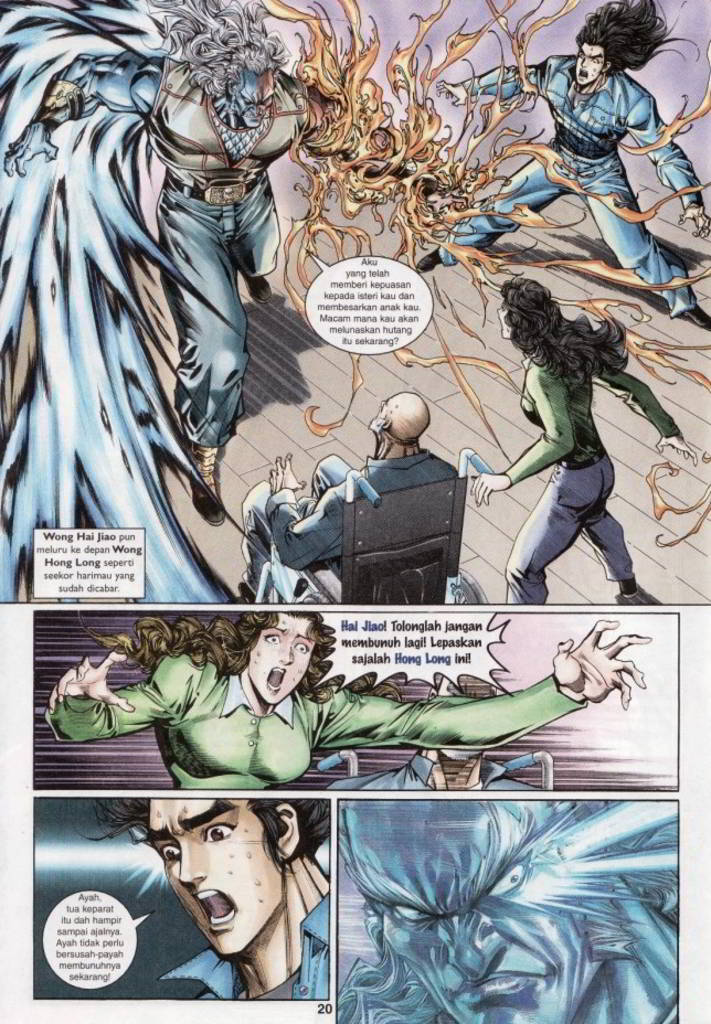 Aku
yang telah
memberi kepuasan
kepada isteri kau dan
membesarkan anak kau.
Macam mana kau akan
melunaskan hutang
itu sekarang?
Wong Hai Jiao pun
meluru ke depan Wong
Hong Long seperti
seekor harimau yang
sudah dicabar.
Hai Jiao! Tolonglah jangan
membunuh lagi! Lepaskan
sajalah Hong Long ini!
Ayah,
tua keparat
itu dah hampir
sampai ajalnya.
Ayah tidak perlu
bersusah-payah
membunuhnya
sekarang!
20